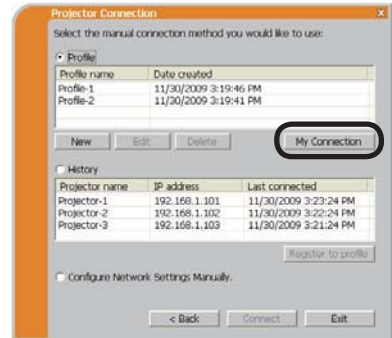 Projector Connection
Select the manual connection method you would like to use:
Profile
Profile name Date created
Profile-1 11/30/2009 3:19:46 PM
Profile-2 11/30/2009 3:19:41 PM
New Edit Delete My Connection
History
Projector name IP address Last connected
Projector-1 192.168.1.101 11/30/2009 3:23:24 PM
Projector-2 192.168.1.102 11/30/2009 3:22:24 PM
Projector-3 192.168.1.103 11/30/2009 3:21:24 PM
Register to profile
Configure Network Settings Manually.
< Back Connect Exit